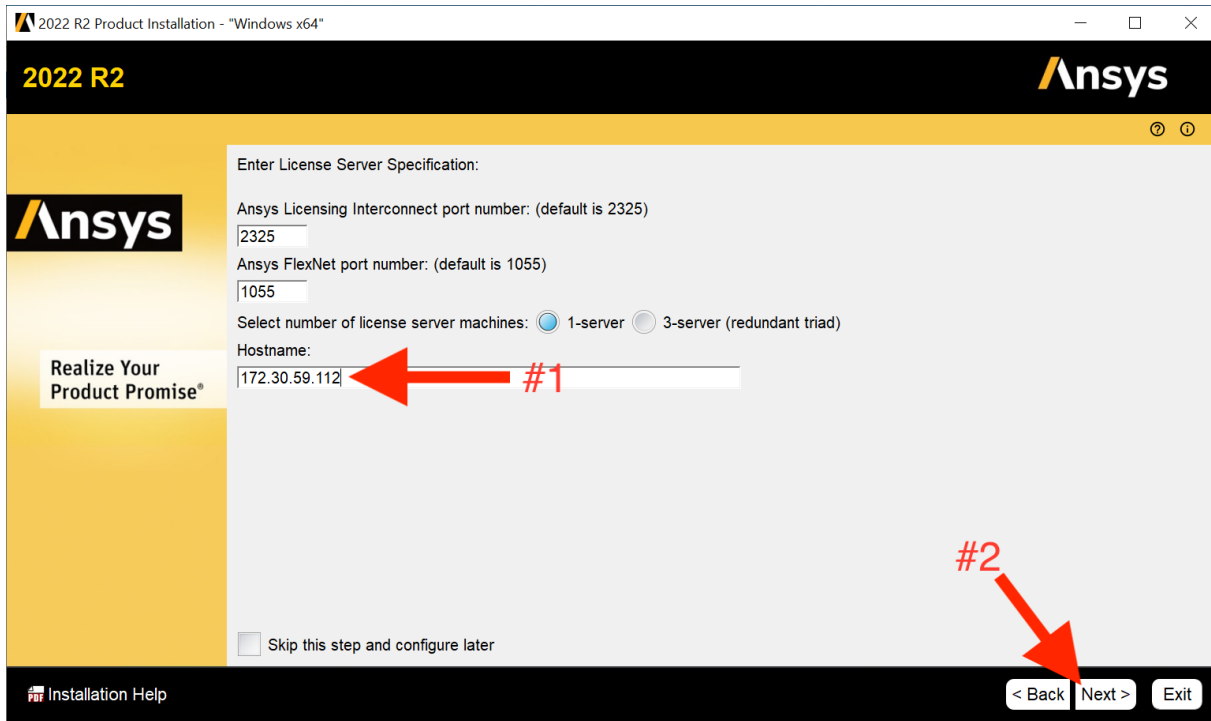 2022 R2 Product Installation - "Windows x64"
2022 R2
Ansys
Enter License Server Specification:
Ansys
Ansys Licensing Interconnect port number: (default is 2325)
2325
Ansys FlexNet port number: (default is 1055)
1055
Select number of license server machines: 1-server 3-server (redundant triad)
Hostname:
172.30.59.112
#1
Realize Your
Product Promise®
#2
Skip this step and configure later
PDF Installation Help
< Back Next > Exit